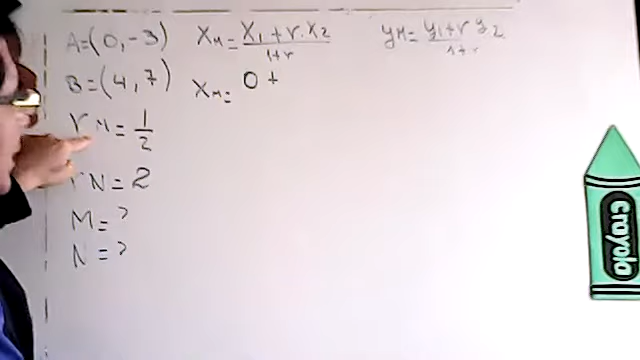 A=(0,-3) XM=X1+r.X2/1+r yM=y1+r y2/1+r
B=(4,7) XM=0+
rM=1/2
rN=2
M=?
N=?
Crayola